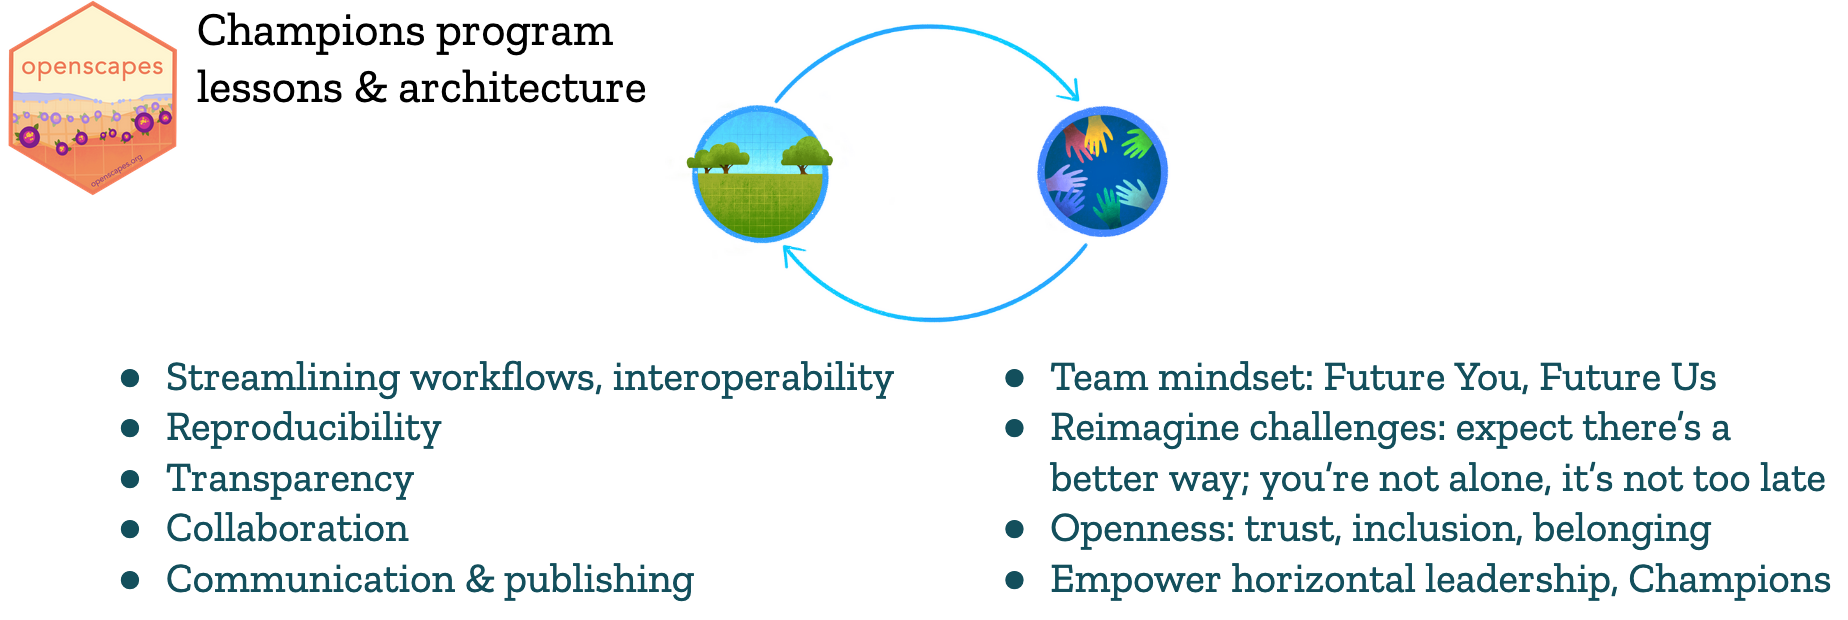 openscapes
openscapes.org
Champions program
lessons & architecture
● Streamlining workflows, interoperability
● Reproducibility
● Transparency
● Collaboration
● Communication & publishing
● Team mindset: Future You, Future Us
● Reimagine challenges: expect there’s a
better way; you’re not alone, it’s not too late
● Openness: trust, inclusion, belonging
● Empower horizontal leadership, Champions